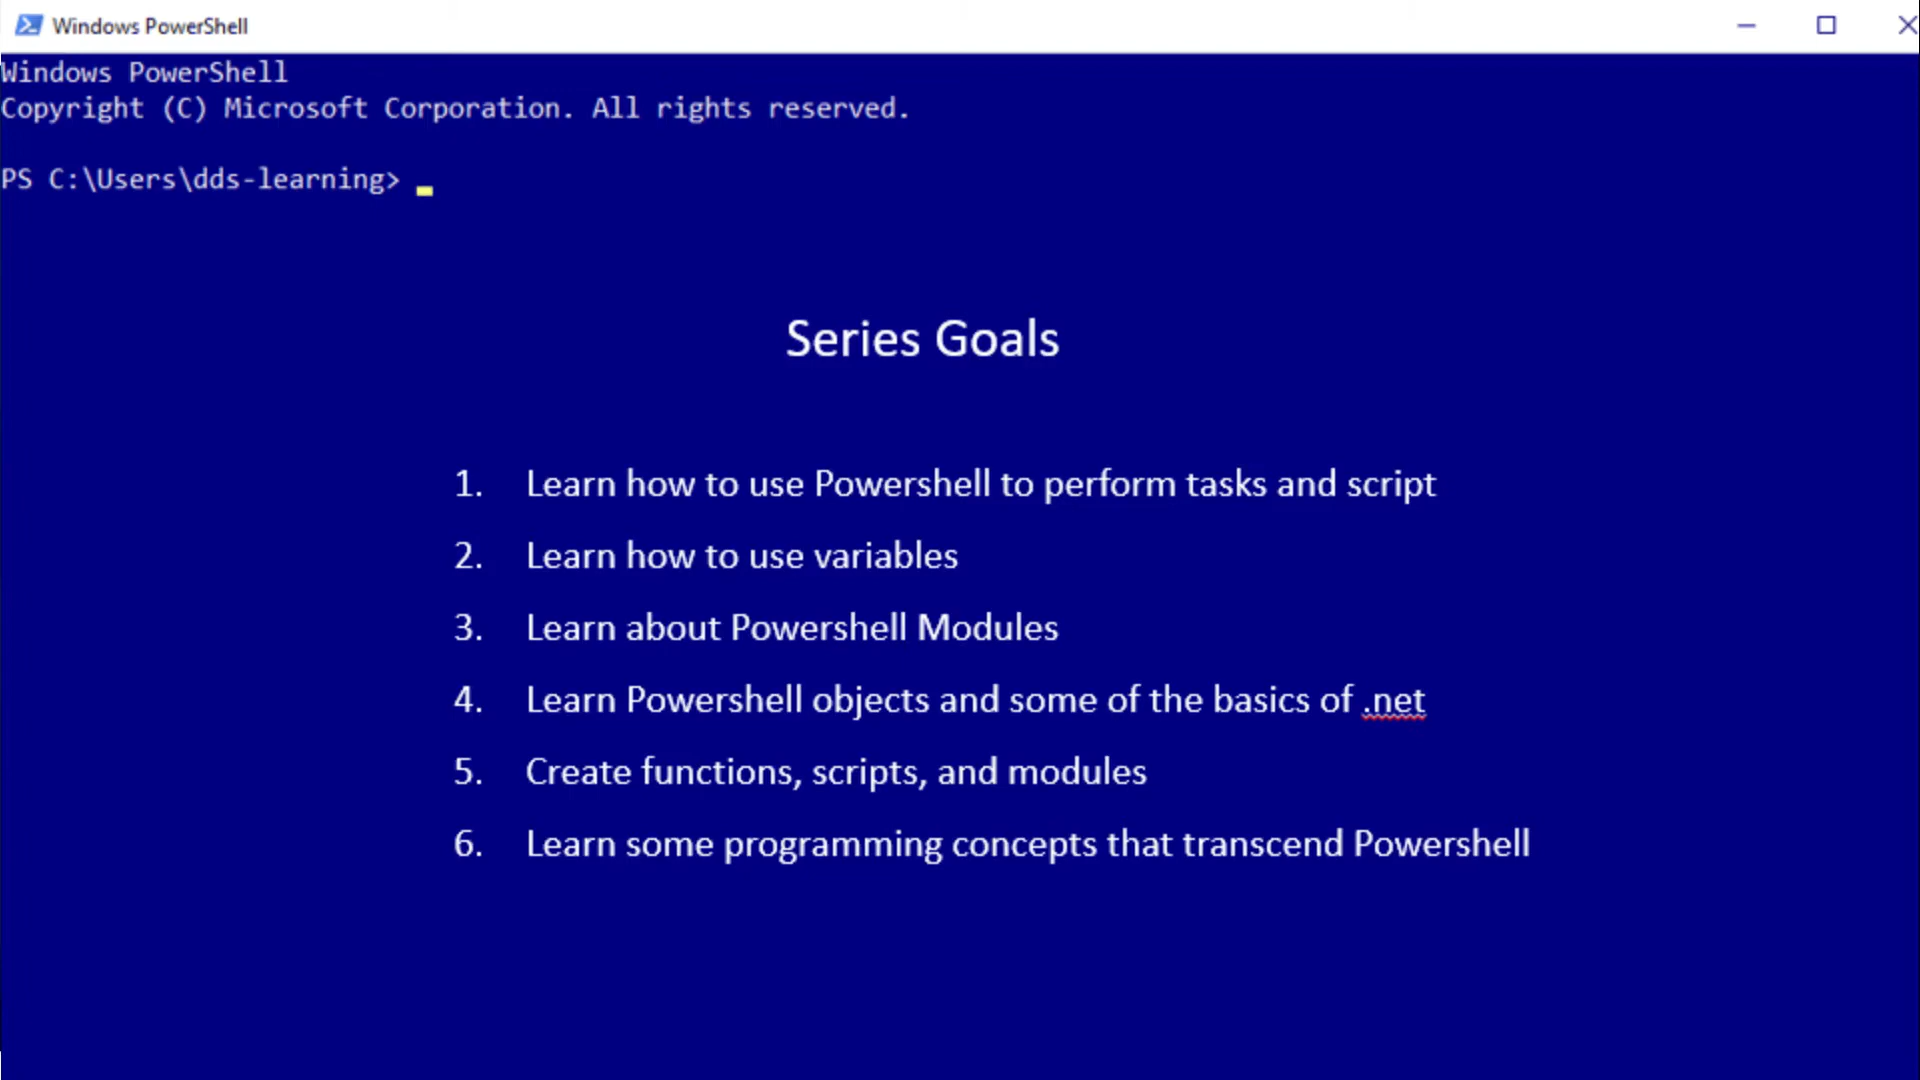 Windows PowerShell
Windows PowerShell
Copyright (C) Microsoft Corporation. All rights reserved.
PS C:\Users\dds-learning>
Series Goals
1. Learn how to use Powershell to perform tasks and script
2. Learn how to use variables
3. Learn about Powershell Modules
4. Learn Powershell objects and some of the basics of .net
5. Create functions, scripts, and modules
6. Learn some programming concepts that transcend Powershell